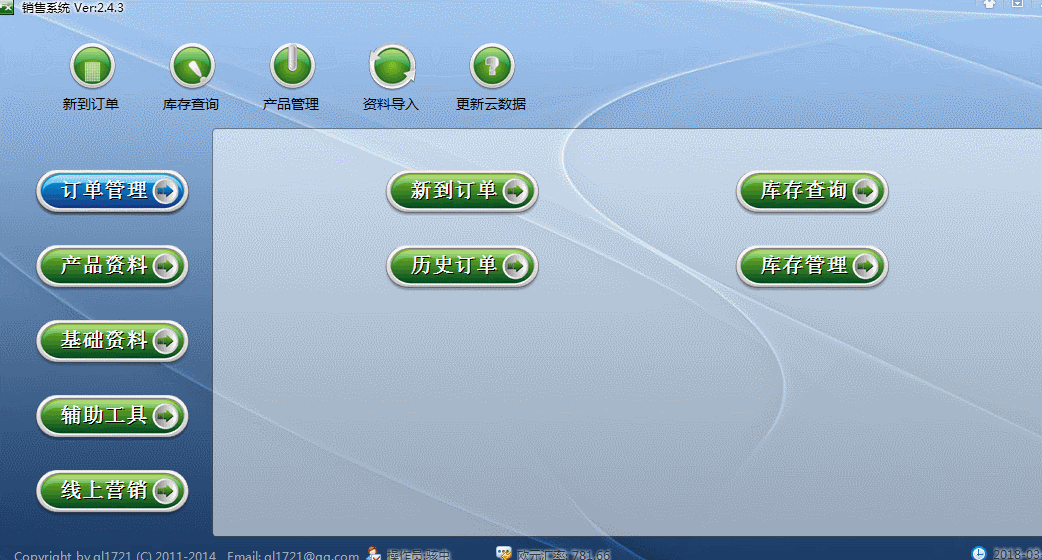 销售系统 Ver:2.4.3
新到订单 库存查询 产品管理 资料导入 更新云数据
订单管理 新到订单 库存查询
产品资料 历史订单 库存管理
基础资料
辅助工具
线上营销
Copyright by ql1721 (C) 2011-2014 Email: ql1721@qq.com 欧元汇率: 781.66 2018-03